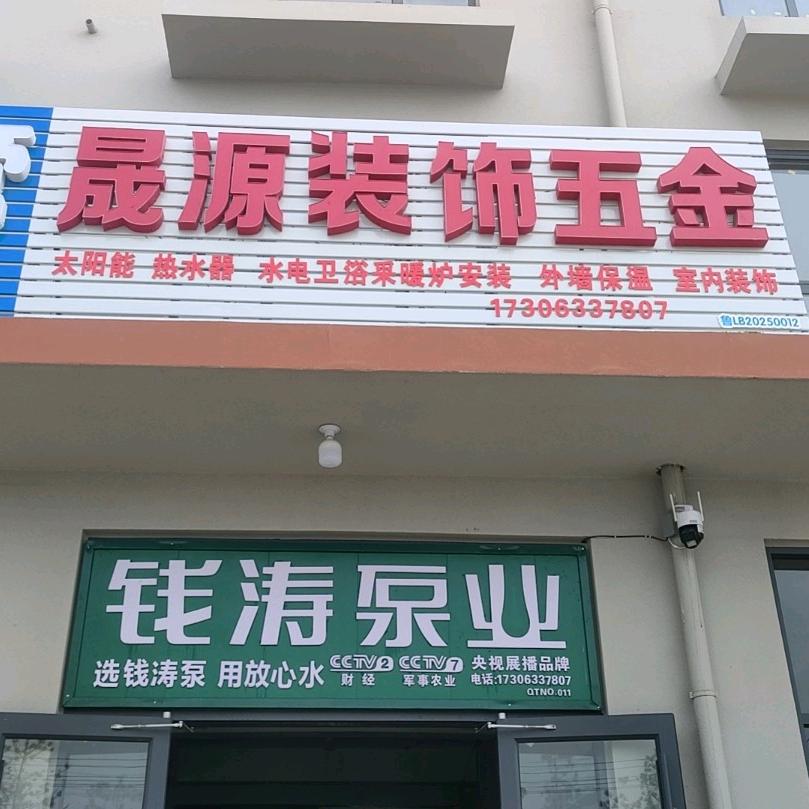 晟源装饰五金
太阳能 热水器 水电卫浴采暖炉安装 外墙保温 室内装饰
17306337807
鲁LB20250012
钱涛泵业
选钱涛泵 用放心水 CCTV2 财经 CCTV7 军事农业 央视展播品牌
电话:17306337807
QTNO.011